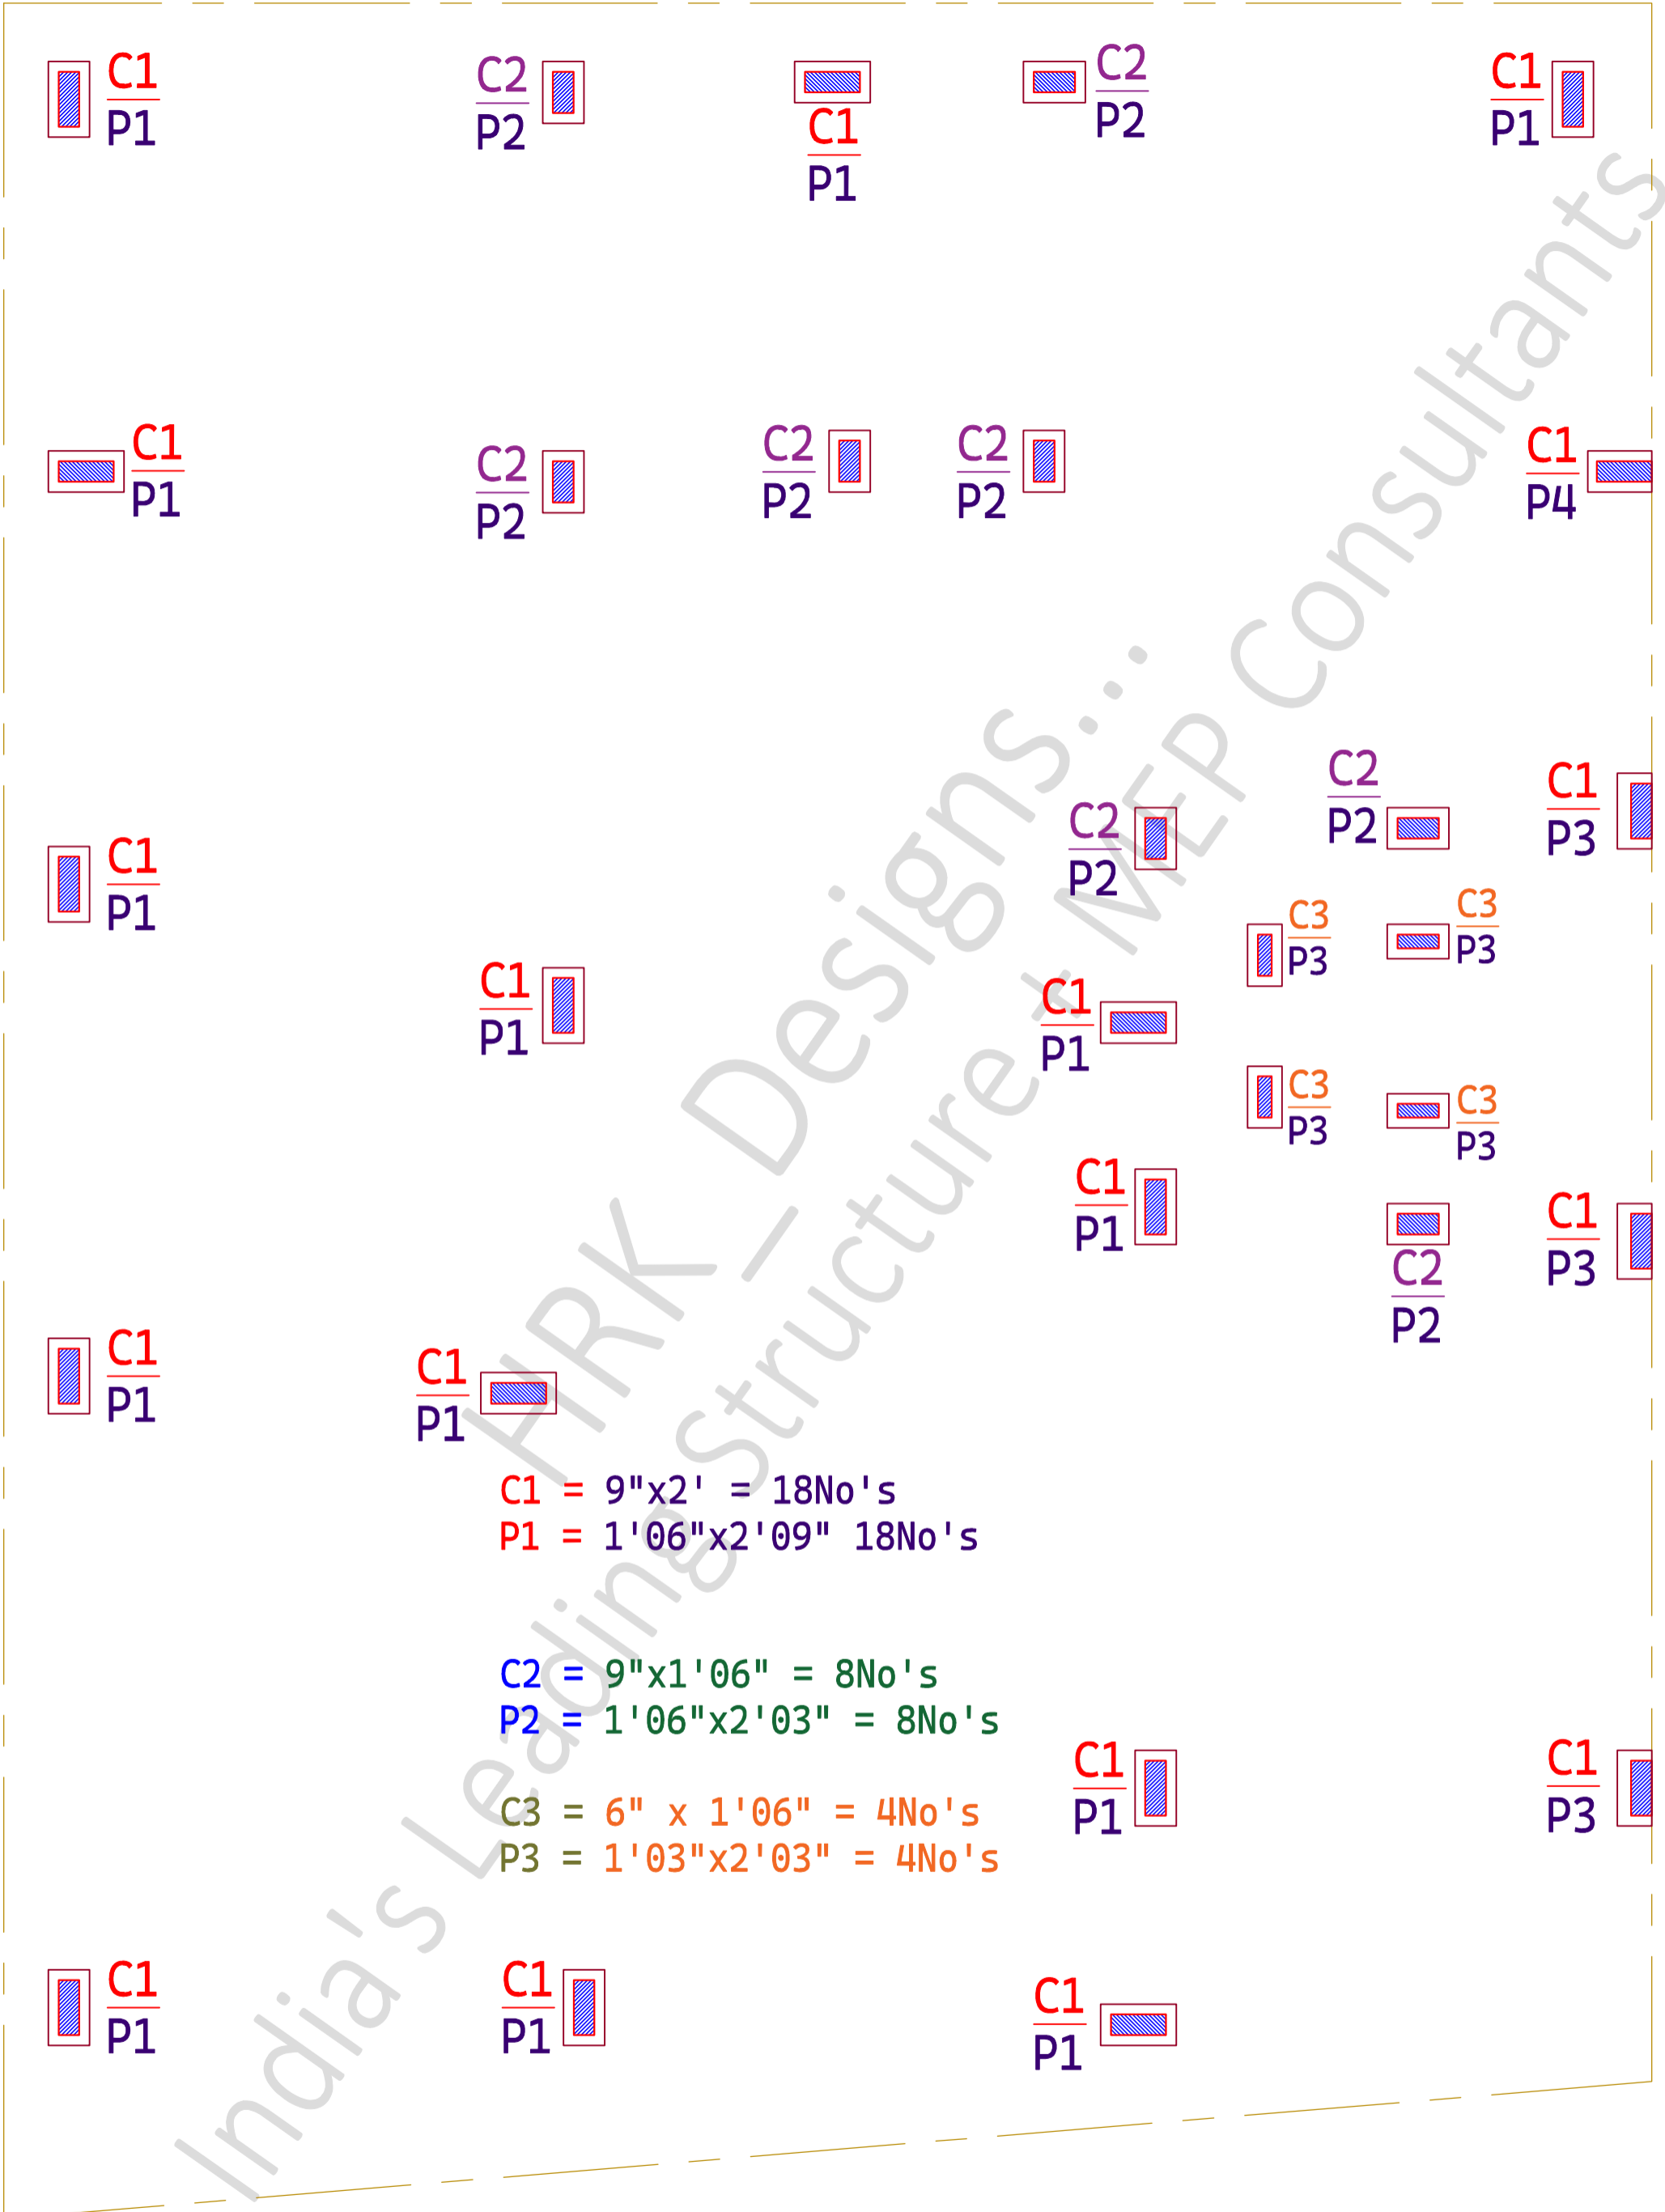 C1
P1
C2
P2
C1
P1
C2
P2
C1
P1
C1
P1
C2
P2
C2
P2
C2
P2
C1
P4
C1
P1
C2
P2
C2
P2
C1
P3
C3
P3
C3
P3
C1
P1
C1
P1
C3
P3
C3
P3
C1
P1
C2
P2
C1
P3
C1
P1
C1
P1
C1 = 9"x2' = 18No's
P1 = 1'06"x2'09" 18No's
C2 = 9"x1'06" = 8No's
P2 = 1'06"x2'03" = 8No's
C3 = 6" x 1'06" = 4No's
P3 = 1'03"x2'03" = 4No's
C1
P1
C1
P3
C1
P1
C1
P1
C1
P1
HRK_Designs...
India's Leading Structure + MEP Consultants